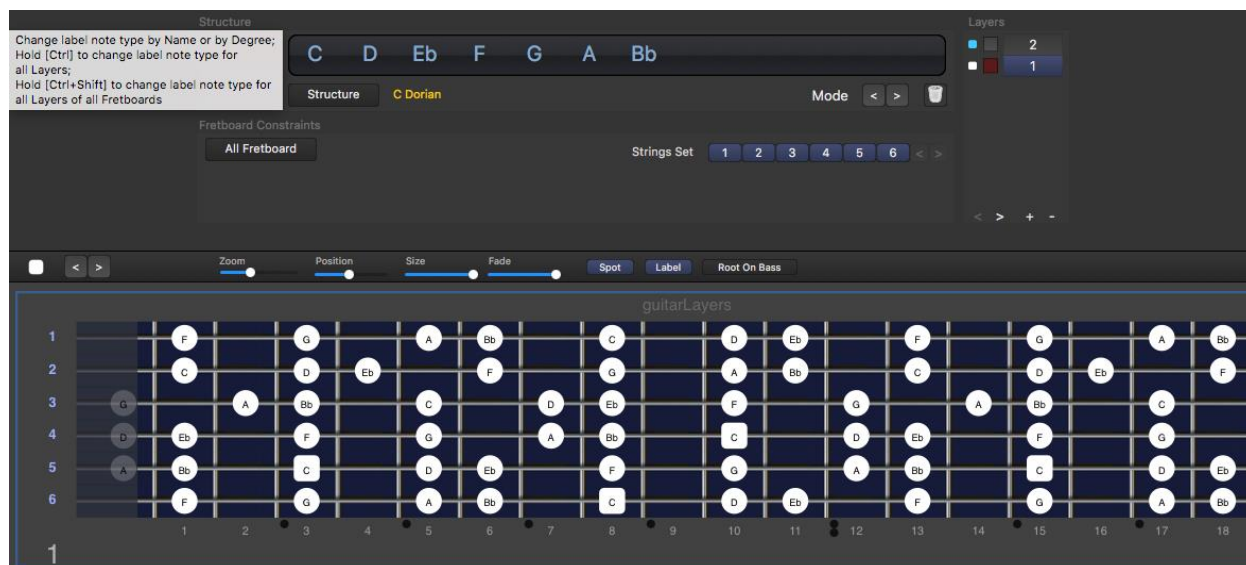 Structure
Layers
Change label note type by Name or by Degree;
Hold [Ctrl] to change label note type for
all Layers;
Hold [Ctrl+Shift] to change label note type for
all Layers of all Fretboards
C D Eb F G A Bb
2
1
Structure C Dorian Mode < >
Fretboard Constraints
All Fretboard Strings Set 1 2 3 4 5 6 < >
< > + -
< > Zoom Position Size Fade Spot Label Root On Bass
guitarLayers
1 F G A Bb C D Eb F G A Bb
2 C D Eb F G A Bb C D Eb F
3 G A Bb C D Eb F G A Bb C
4 D Eb F G A Bb C D Eb F G
5 A Bb C D Eb F G A Bb C D Eb
6 F G A Bb C D Eb F G A Bb
1 2 3 4 5 6 7 8 9 10 11 12 13 14 15 16 17 18
1